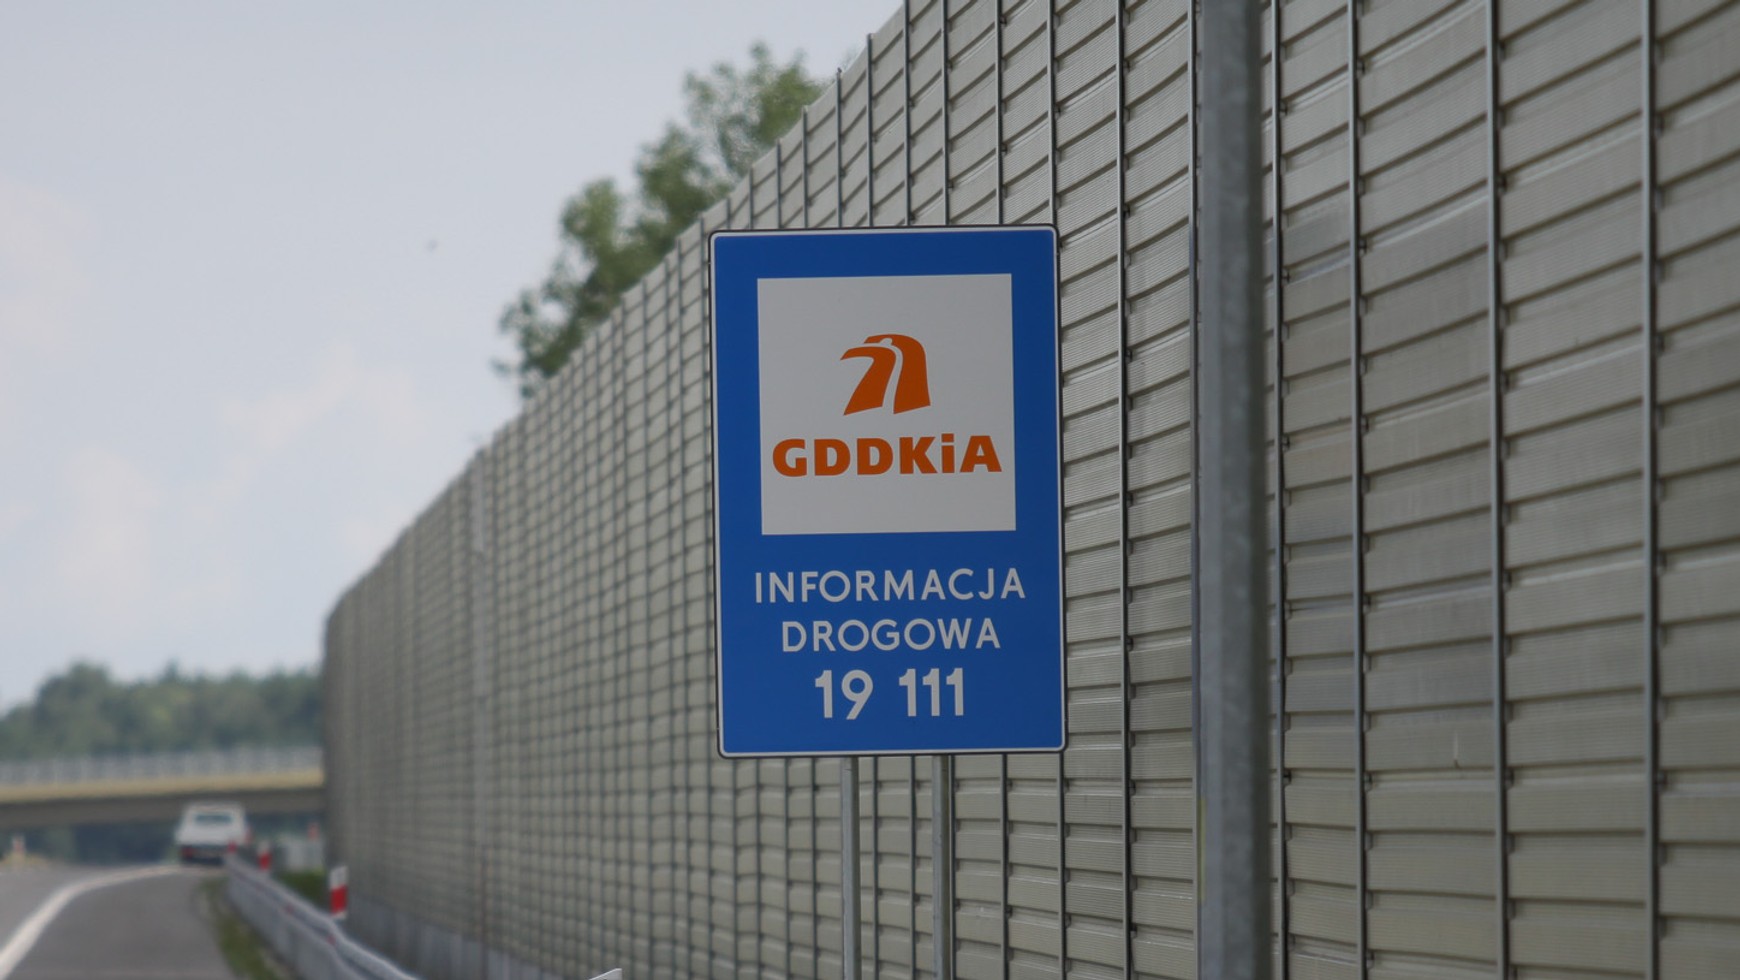 GDDKiA
INFORMACJA
DROGOWA
19 111